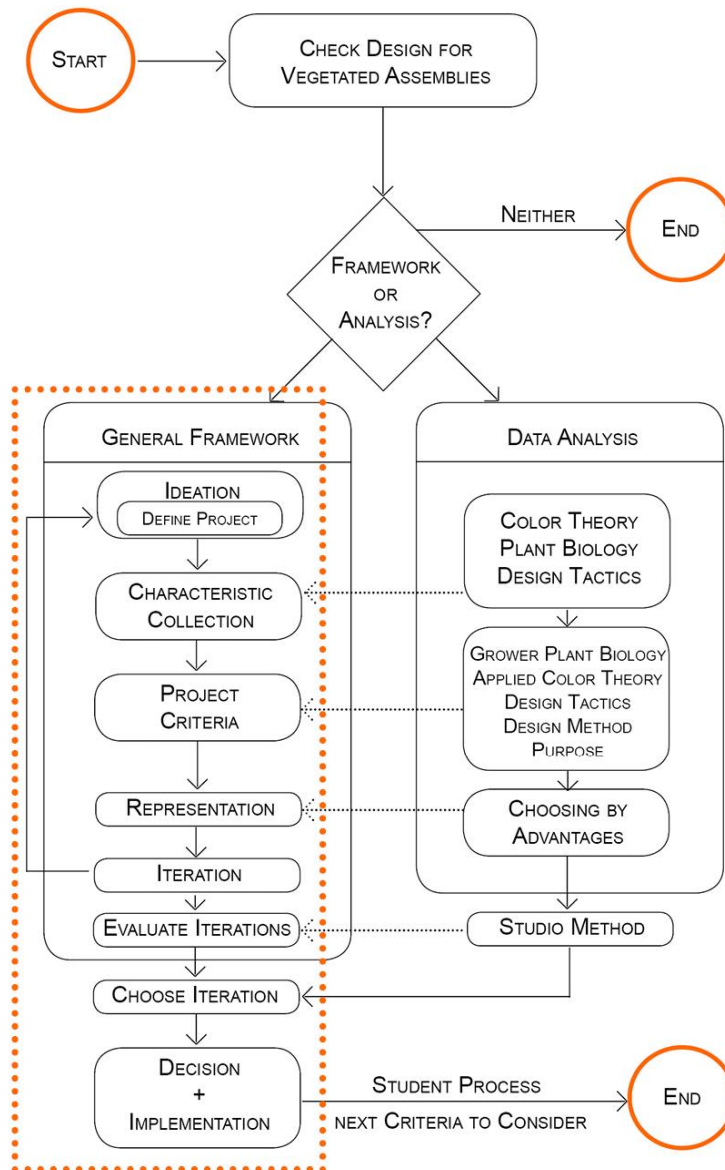 Start
Check Design for
Vegetated Assemblies
Neither
End
Framework
or
Analysis?
General Framework
Ideation
Define Project
Characteristic
Collection
Project
Criteria
Representation
Iteration
Evaluate Iterations
Choose Iteration
Decision
+
Implementation
Data Analysis
Color Theory
Plant Biology
Design Tactics
Grower Plant Biology
Applied Color Theory
Design Tactics
Design Method
Purpose
Choosing by
Advantages
Studio Method
Student Process
next Criteria to Consider
End